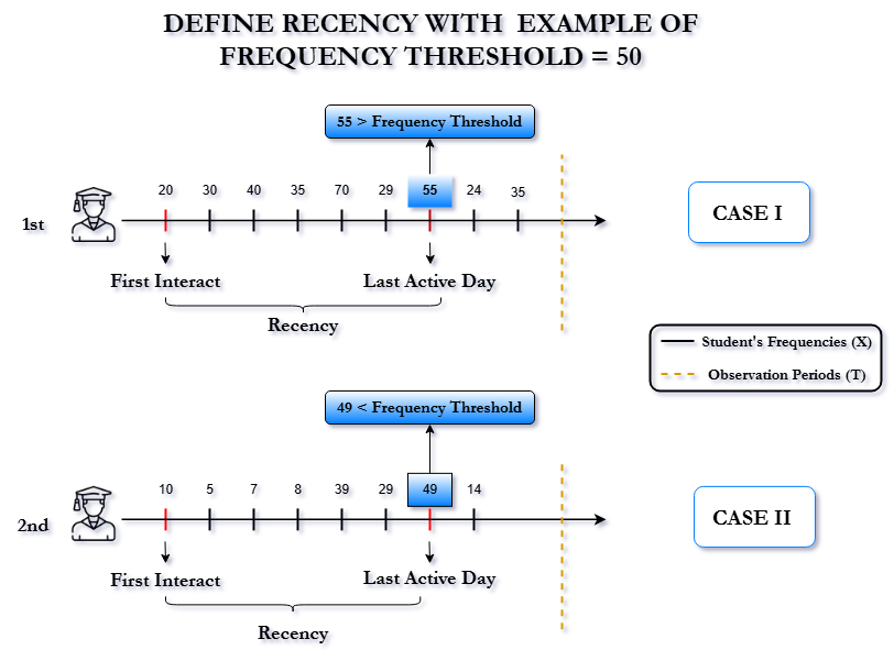 DEFINE RECENCY WITH EXAMPLE OF
FREQUENCY THRESHOLD = 50
55 > Frequency Threshold
20 30 40 35 70 29 55 24 35
1st
CASE I
First Interact
Last Active Day
Recency
Student's Frequencies (X)
Observation Periods (T)
49 < Frequency Threshold
10 5 7 8 39 29 49 14
2nd
CASE II
First Interact
Last Active Day
Recency